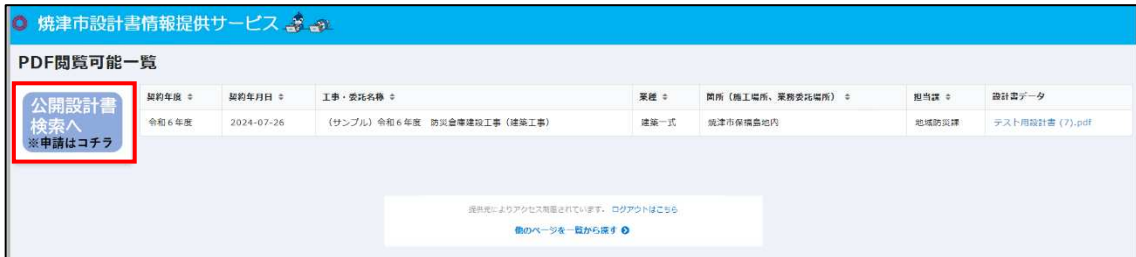 焼津市設計書情報提供サービス
PDF閲覧可能一覧
公開設計書
検索へ
※申請はコチラ
契約年度 契約年月日 工事・委託名称 業種 箇所（施工場所、業務委託場所） 担当課 設計書データ
令和6年度 2024-07-26 （サンプル）令和6年度 防災倉庫建設工事（建築工事） 建築一式 焼津市保福島地内 地域防災課 テスト用設計書 (7).pdf
提供元によりアクセス制限されています。 ログアウトはこちら
他のページを一覧から探す